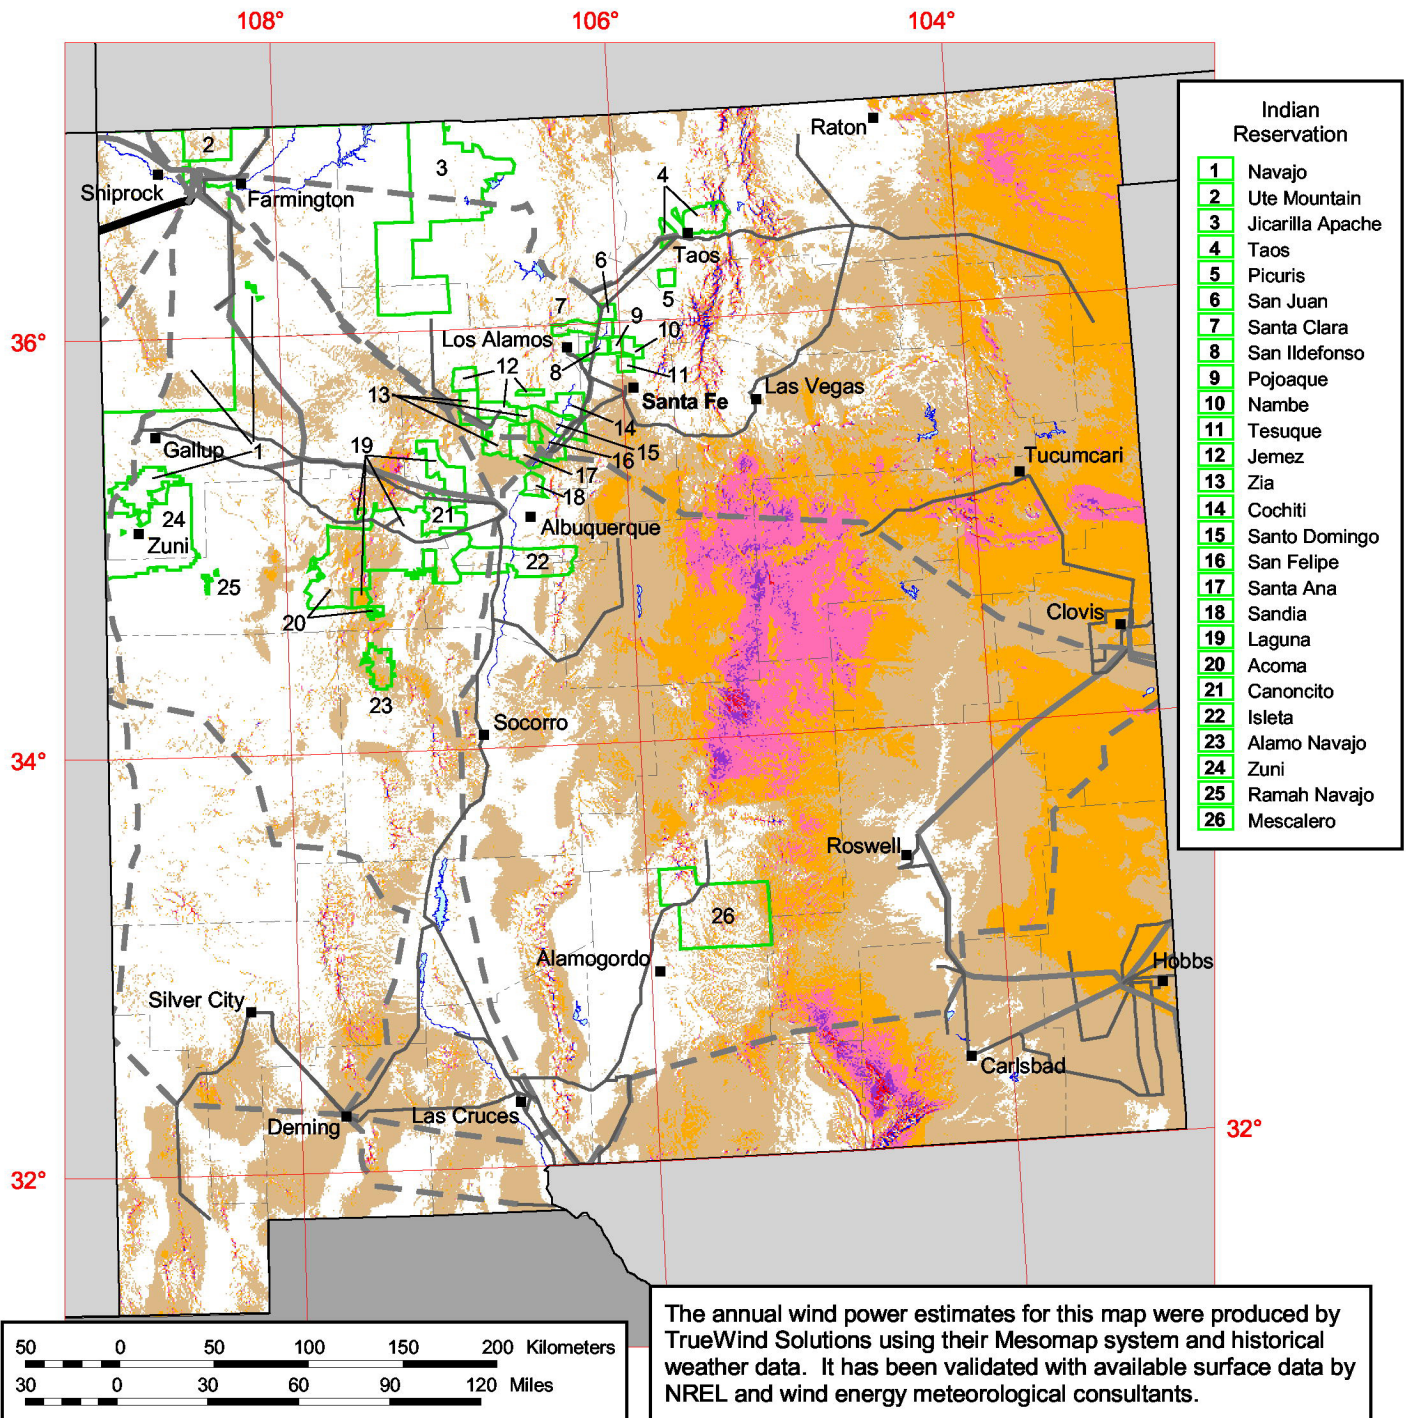 108°
106°
104°
Raton
2
3
4
Shiprock
Farmington
Taos
6
5
7
9
10
36°
Los Alamos
8
11
12
Las Vegas
13
Santa Fe
14
Gallup
1
19
15
16
Tucumcari
17
18
24
21
Albuquerque
Zuni
22
25
20
Clovis
23
Socorro
34°
Roswell
26
Alamogordo
Hobbs
Silver City
Carlsbad
Las Cruces
Deming
32°
32°
Indian
Reservation
1 Navajo
2 Ute Mountain
3 Jicarilla Apache
4 Taos
5 Picuris
6 San Juan
7 Santa Clara
8 San Ildefonso
9 Pojoaque
10 Nambe
11 Tesuque
12 Jemez
13 Zia
14 Cochiti
15 Santo Domingo
16 San Felipe
17 Santa Ana
18 Sandia
19 Laguna
20 Acoma
21 Canoncito
22 Isleta
23 Alamo Navajo
24 Zuni
25 Ramah Navajo
26 Mescalero
50 0 50 100 150 200 Kilometers
30 0 30 60 90 120 Miles
The annual wind power estimates for this map were produced by
TrueWind Solutions using their Mesomap system and historical
weather data. It has been validated with available surface data by
NREL and wind energy meteorological consultants.